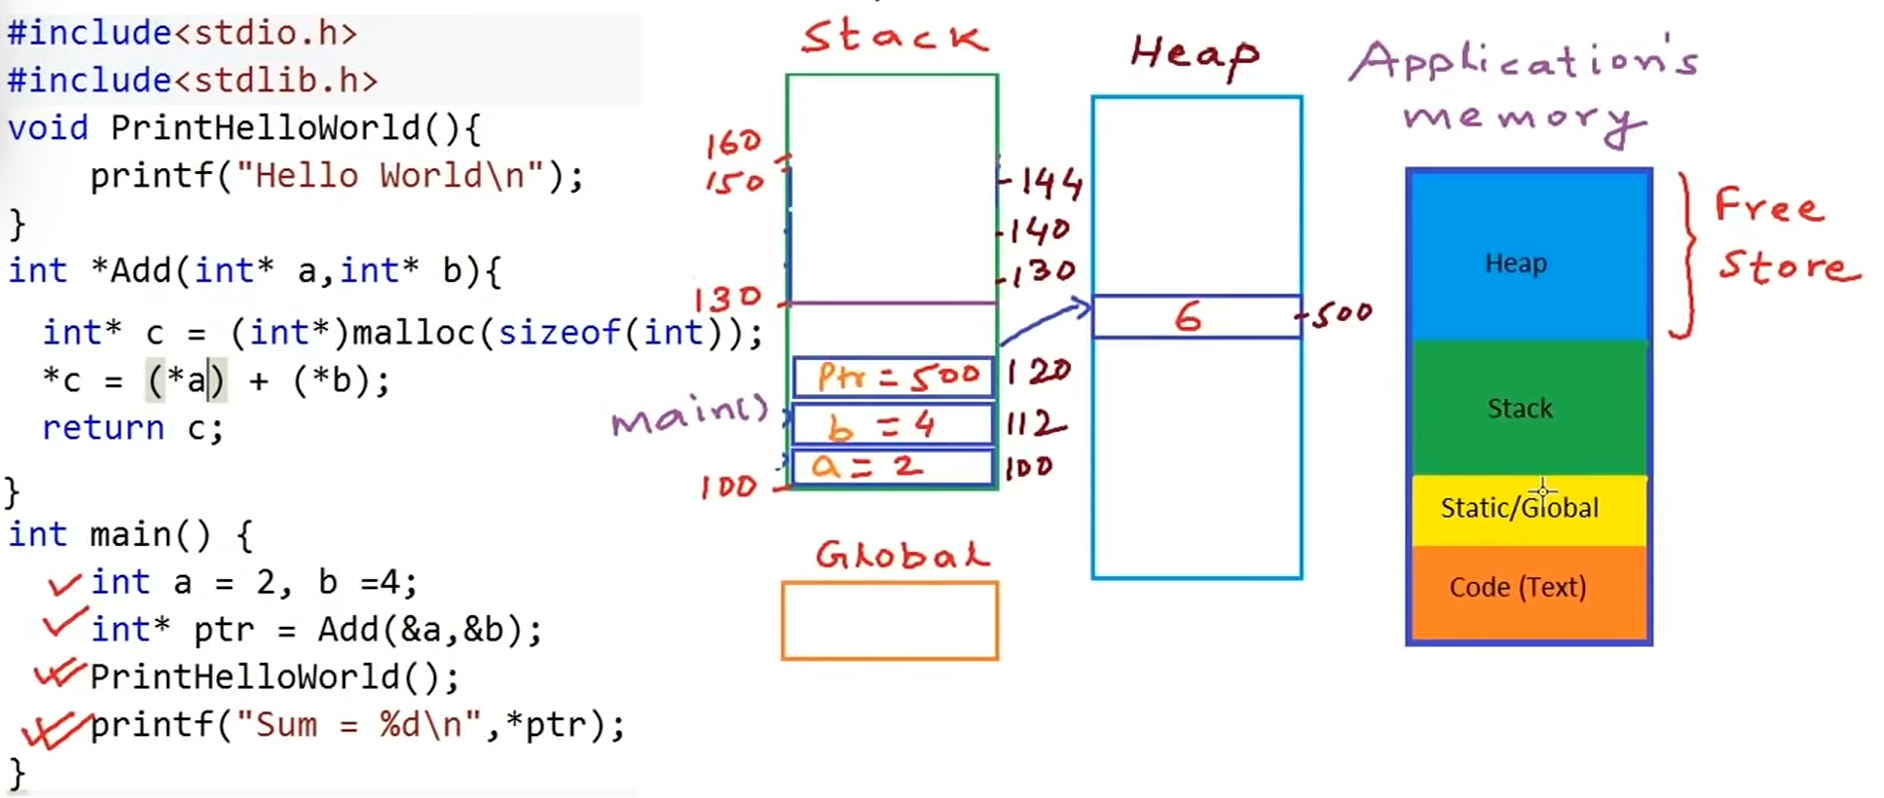 #include<stdio.h>
#include<stdlib.h>
void PrintHelloWorld(){
printf("Hello World\n");
}
int *Add(int* a,int* b){
int* c = (int*)malloc(sizeof(int));
*c = (*a) + (*b);
return c;
}
int main() {
int a = 2, b =4;
int* ptr = Add(&a,&b);
PrintHelloWorld();
printf("Sum = %d\n",*ptr);
}
Stack
160
150
130
100
main()
144
140
130
Ptr = 500
120
b = 4
112
a = 2
100
Global
Heap
6
500
Application's
memory
Heap
Stack
Static/Global
Code (Text)
Free
Store